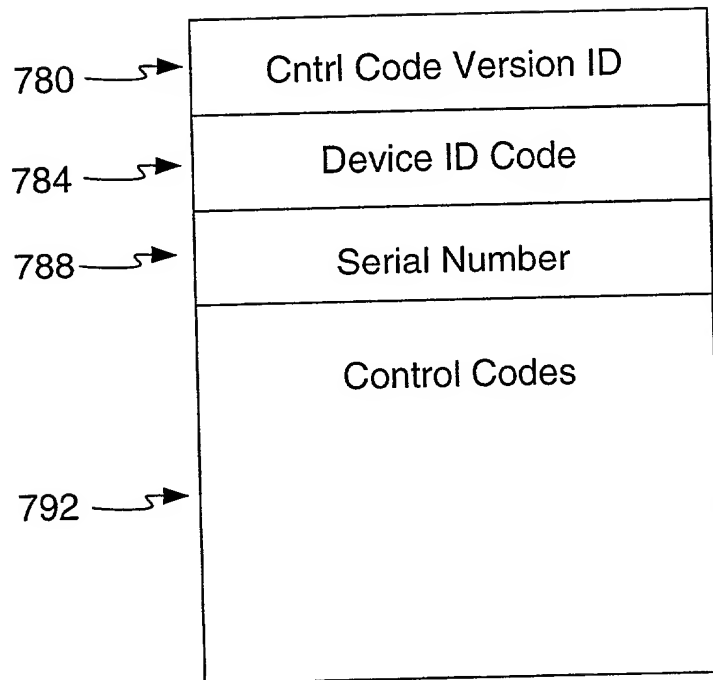 780 Cntrl Code Version ID
784 Device ID Code
788 Serial Number
Control Codes
792